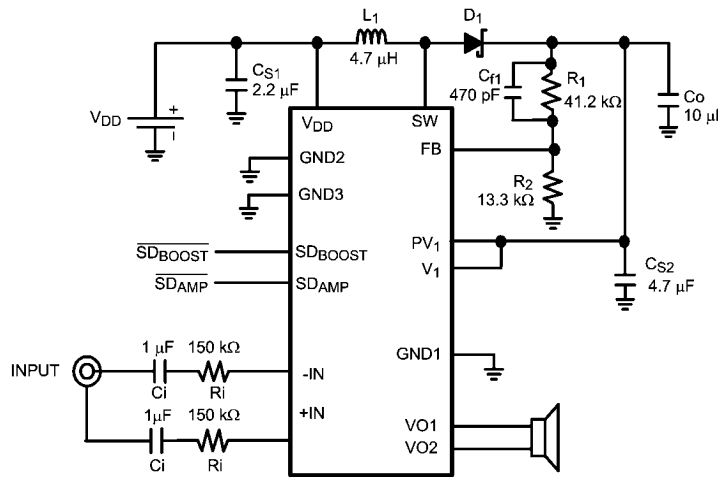 L1
D1
4.7 µH
CS1
2.2 µF
Cf1
470 pF
R1
41.2 kΩ
Co
10 µl
VDD
+
VDD
SW
GND2
FB
GND3
R2
13.3 kΩ
SDBOOST
SDBOOST
PV1
V1
SDAMP
SDAMP
CS2
4.7 µF
1 µF
150 kΩ
GND1
INPUT
-IN
Ci
Ri
1µF
150 kΩ
+IN
VO1
VO2
Ci
Ri